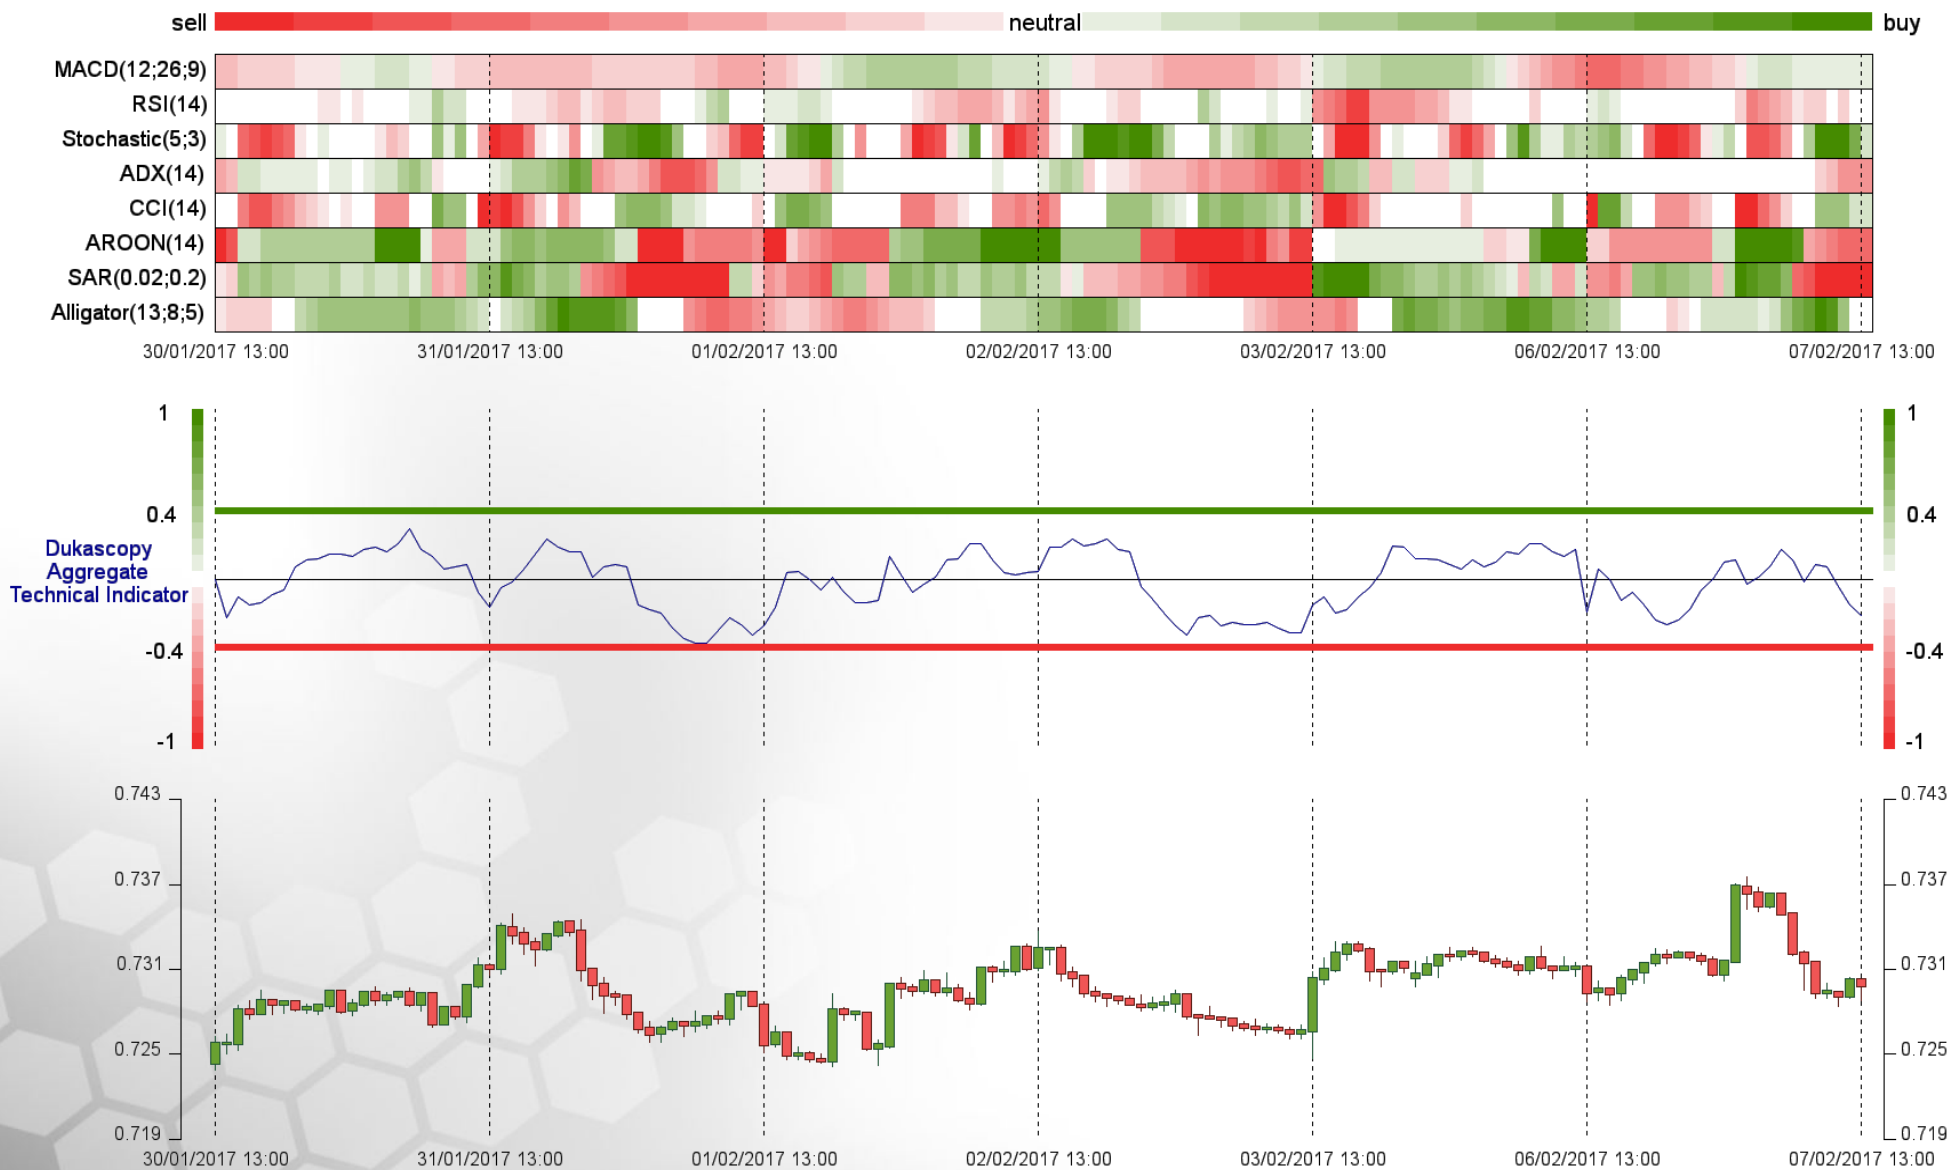 sell neutral buy
MACD(12;26;9)
RSI(14)
Stochastic(5;3)
ADX(14)
CCI(14)
AROON(14)
SAR(0.02;0.2)
Alligator(13;8;5)
30/01/2017 13:00 31/01/2017 13:00 01/02/2017 13:00 02/02/2017 13:00 03/02/2017 13:00 06/02/2017 13:00 07/02/2017 13:00
1 1
0.4 0.4
Dukascopy
Aggregate
Technical Indicator
-0.4 -0.4
-1 -1
0.743 0.743
0.737 0.737
0.731 0.731
0.725 0.725
0.719 0.719
30/01/2017 13:00 31/01/2017 13:00 01/02/2017 13:00 02/02/2017 13:00 03/02/2017 13:00 06/02/2017 13:00 07/02/2017 13:00